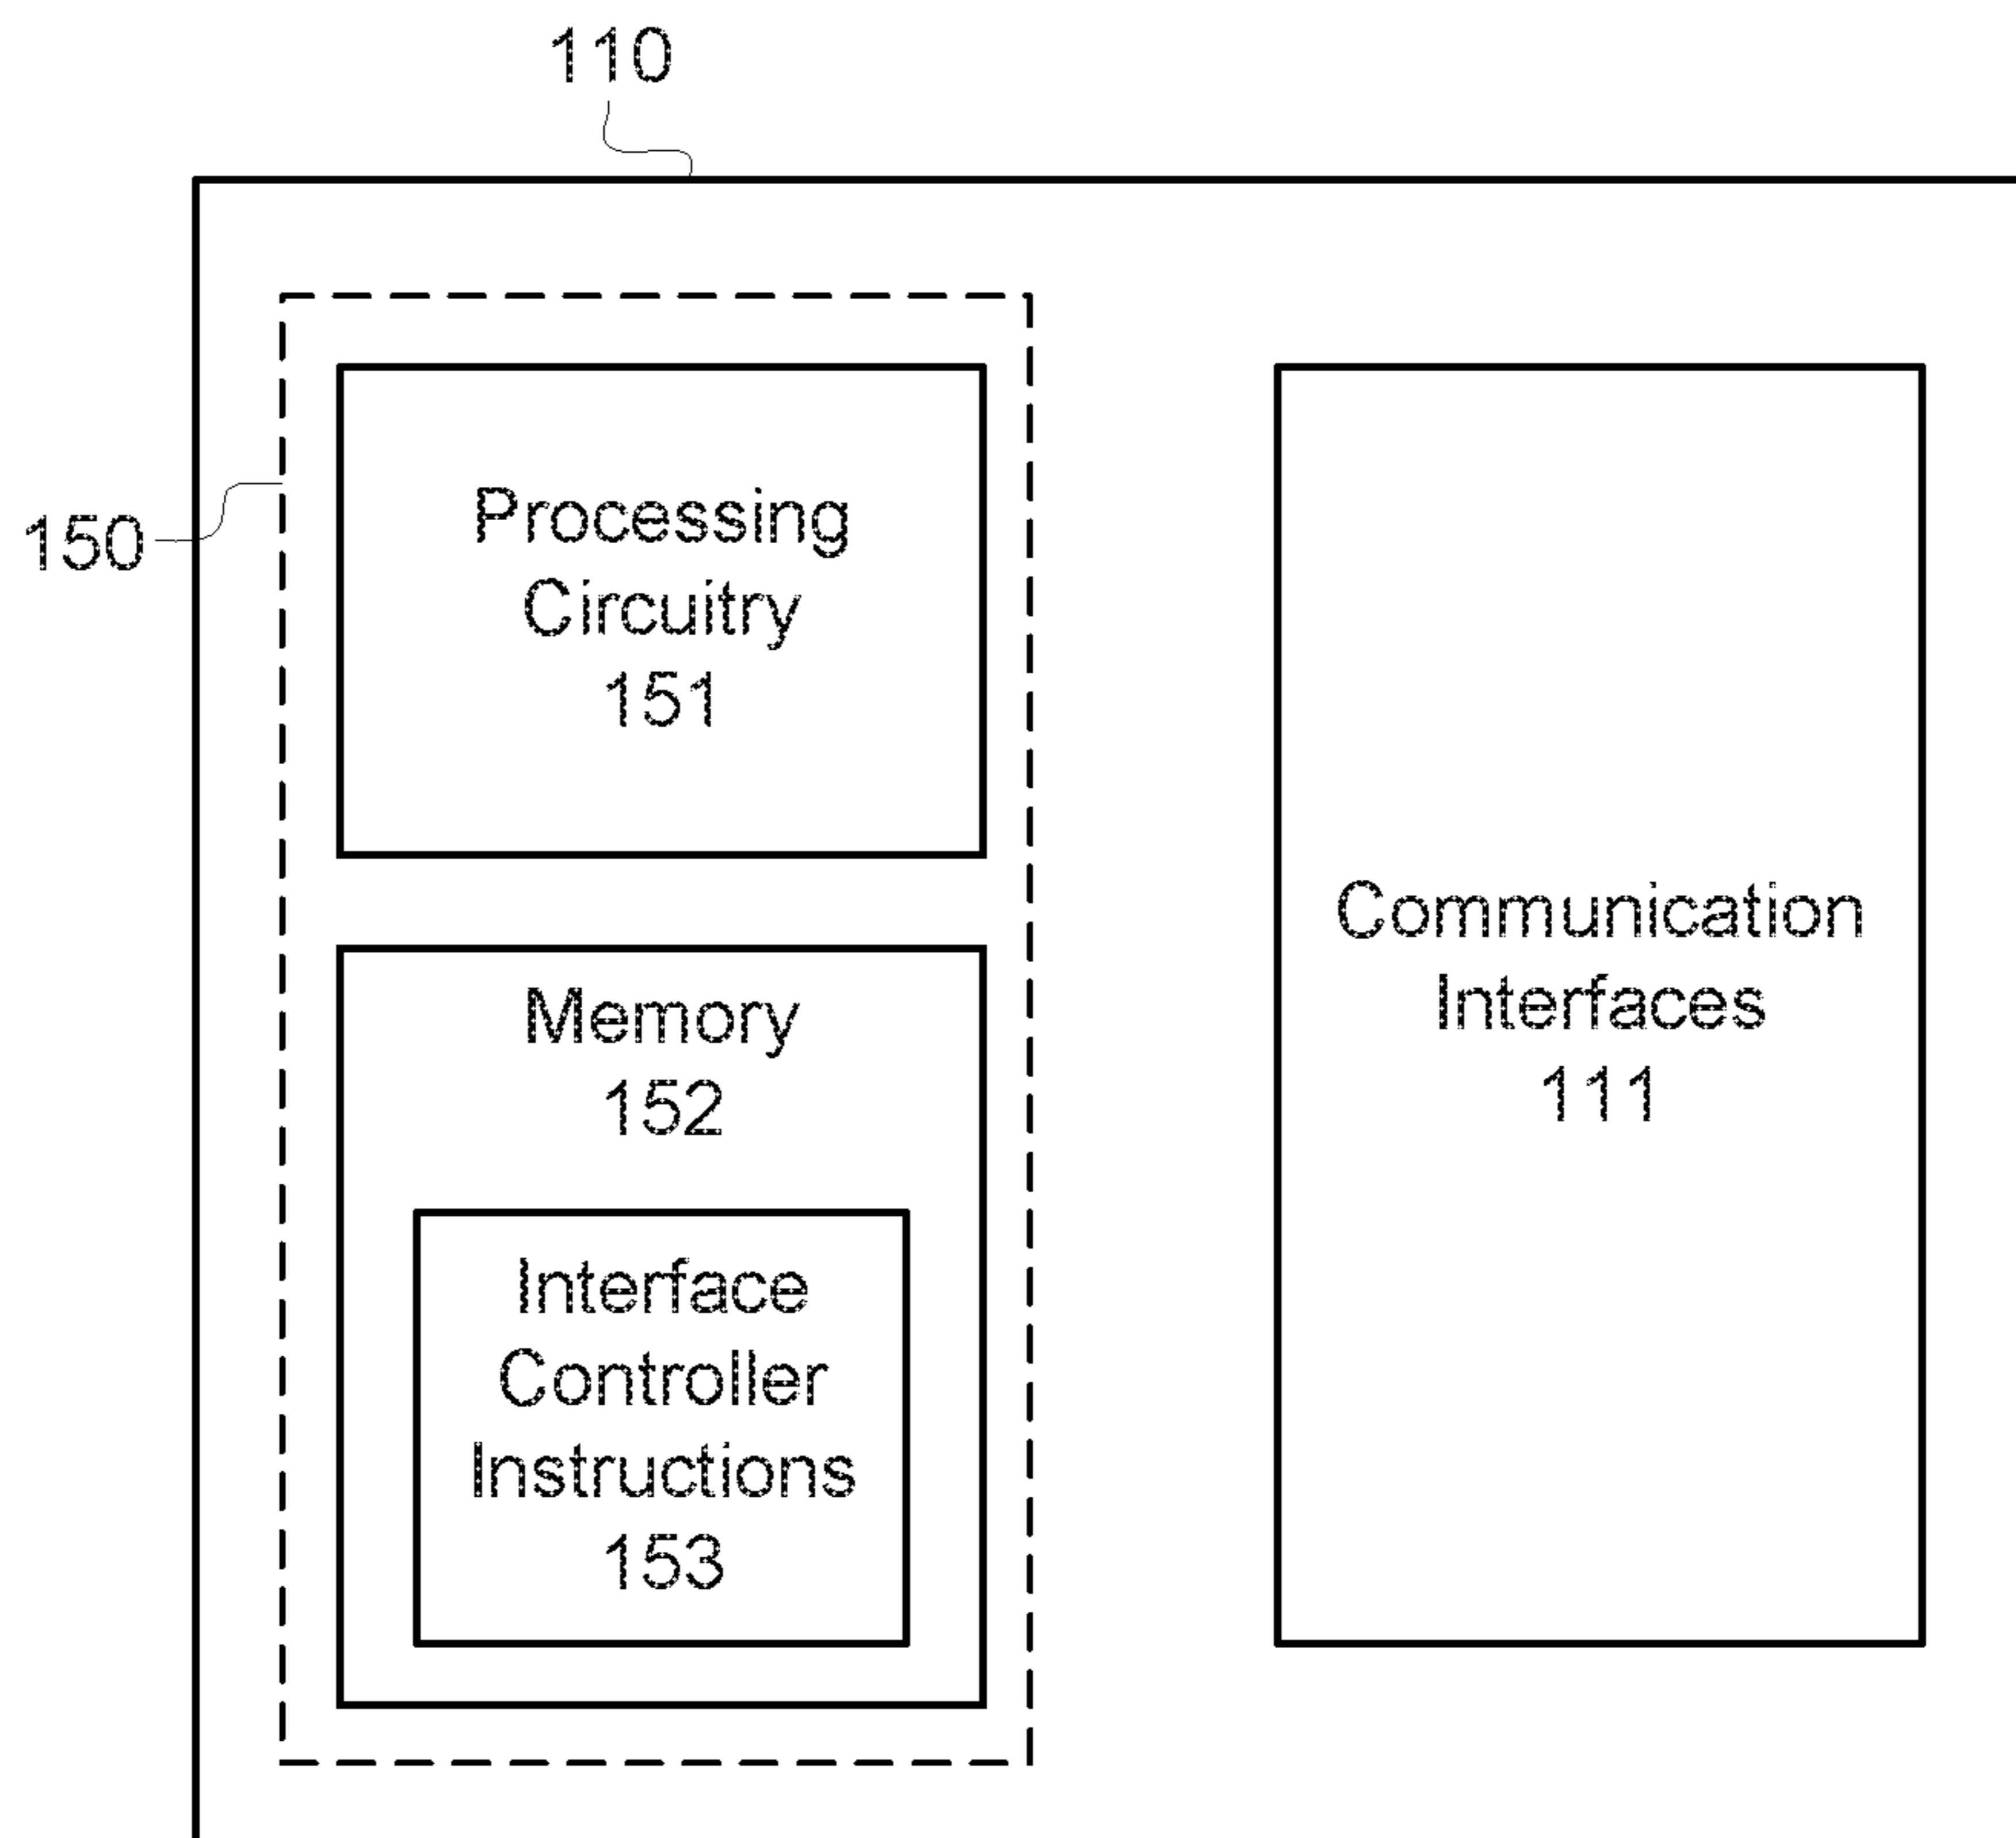 110
150
Processing
Circuitry
151
Memory
152
Interface
Controller
Instructions
153
Communication
Interfaces
111